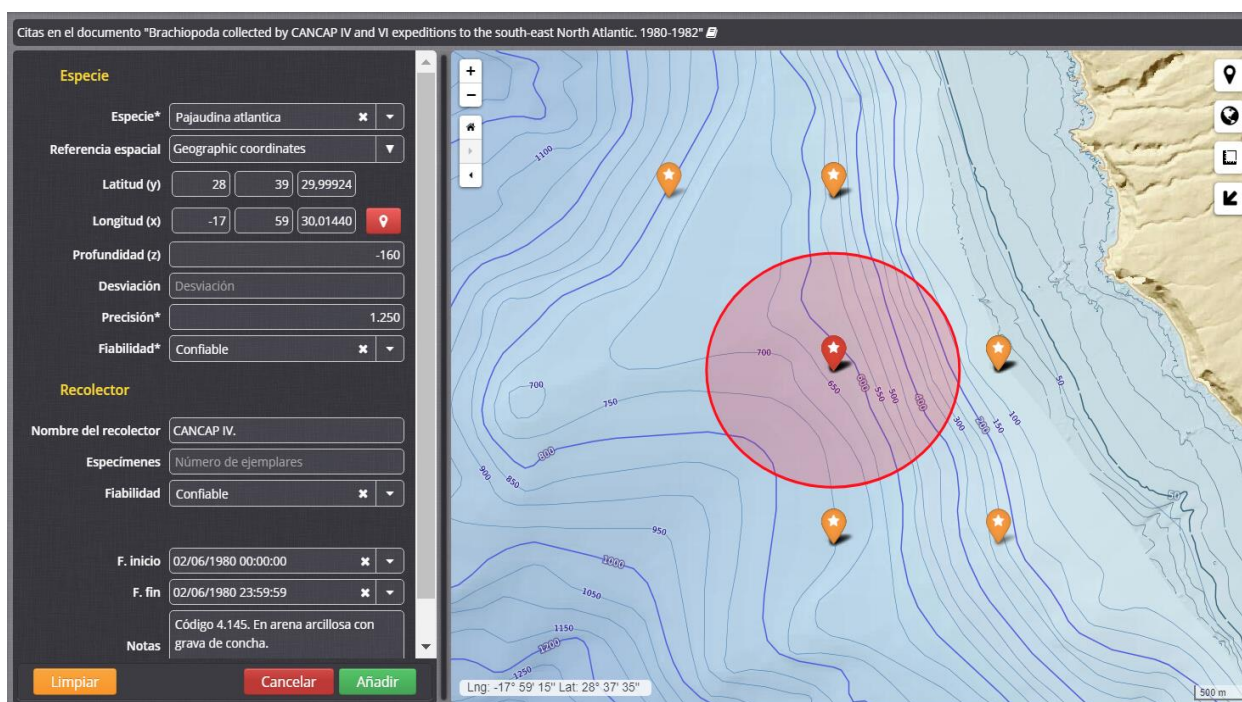 Citas en el documento "Brachiopoda collected by CANCAP IV and VI expeditions to the south-east North Atlantic. 1980-1982"
Especie
Especie* Pajaudina atlantica
Referencia espacial Geographic coordinates
Latitud (y) 28 39 29,99924
Longitud (x) -17 59 30,01440
Profundidad (z) -160
Desviación Desviación
Precisión* 1.250
Fiabilidad* Confiable
Recolector
Nombre del recolector CANCAP IV.
Especímenes Número de ejemplares
Fiabilidad Confiable
F. inicio 02/06/1980 00:00:00
F. fin 02/06/1980 23:59:59
Notas Código 4.145. En arena arcillosa con
grava de concha.
Limpiar Cancelar Añadir
+
−
1100
700
700
650
600
550
500
400
300
200
150
100
50
50
750
800
850
900
950
1000
1050
1150
1200
1250
Lng: -17° 59' 15" Lat: 28° 37' 35"
500 m